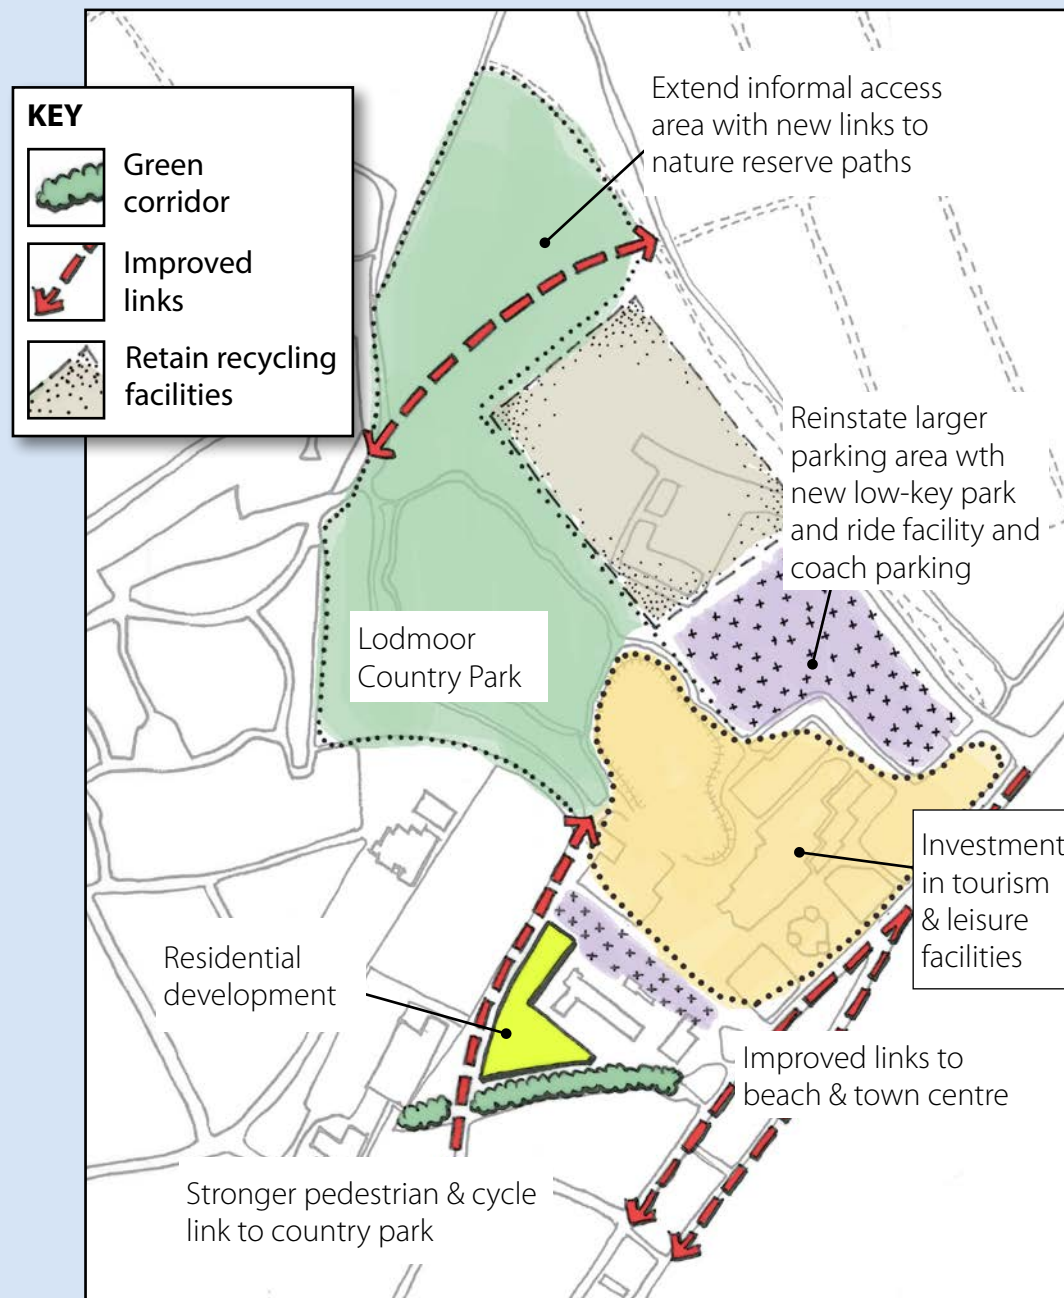 KEY
Green
corridor
Improved
links
Retain recycling
facilities
Extend informal access
area with new links to
nature reserve paths
Reinstate larger
parking area wth
new low-key park
and ride facility and
coach parking
Lodmoor
Country Park
Investment
in tourism
& leisure
facilities
Residential
development
Improved links to
beach & town centre
Stronger pedestrian & cycle
link to country park